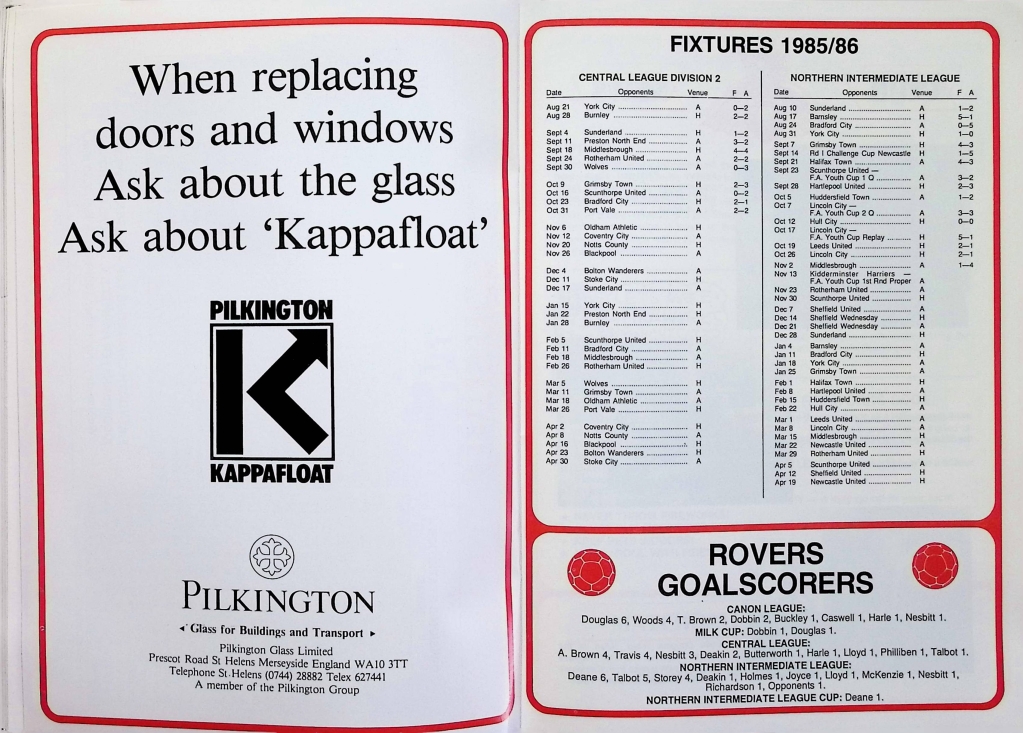 When replacing
doors and windows
Ask about the glass
Ask about 'Kappafloat'
PILKINGTON
K
KAPPAFLOAT
PILKINGTON
◂ Glass for Buildings and Transport ▸
Pilkington Glass Limited
Prescot Road St Helens Merseyside England WA10 3TT
Telephone St Helens (0744) 28882 Telex 627441
A member of the Pilkington Group
FIXTURES 1985/86
CENTRAL LEAGUE DIVISION 2
Date Opponents Venue F A
Aug 21 York City A 0—2
Aug 28 Burnley H 2—2
Sept 4 Sunderland H 1—2
Sept 11 Preston North End A 3—2
Sept 18 Middlesbrough H 4—4
Sept 24 Rotherham United A 2—2
Sept 30 Wolves A 0—3
Oct 9 Grimsby Town H 2—3
Oct 16 Scunthorpe United A 0—2
Oct 23 Bradford City H 2—1
Oct 31 Port Vale A 2—2
Nov 6 Oldham Athletic H
Nov 12 Coventry City A
Nov 20 Notts County H
Nov 26 Blackpool A
Dec 4 Bolton Wanderers A
Dec 11 Stoke City H
Dec 17 Sunderland A
Jan 15 York City H
Jan 22 Preston North End H
Jan 28 Burnley A
Feb 5 Scunthorpe United H
Feb 11 Bradford City A
Feb 18 Middlesbrough A
Feb 26 Rotherham United H
Mar 5 Wolves H
Mar 11 Grimsby Town A
Mar 18 Oldham Athletic A
Mar 26 Port Vale H
Apr 2 Coventry City H
Apr 8 Notts County A
Apr 16 Blackpool H
Apr 23 Bolton Wanderers H
Apr 30 Stoke City A
NORTHERN INTERMEDIATE LEAGUE
Date Opponents Venue F A
Aug 10 Sunderland A 1—2
Aug 17 Barnsley H 5—1
Aug 24 Bradford City A 0—5
Aug 31 York City H 1—0
Sept 7 Grimsby Town H 4—3
Sept 14 Rd I Challenge Cup Newcastle H 1—5
Sept 21 Halifax Town A 4—3
Sept 23 Scunthorpe United —
F.A. Youth Cup 1 Q A 3—2
Sept 28 Hartlepool United H 2—3
Oct 5 Huddersfield Town A 1—2
Oct 7 Lincoln City —
F.A. Youth Cup 2 Q A 3—3
Oct 12 Hull City H 0—0
Oct 17 Lincoln City —
F.A. Youth Cup Replay H 5—1
Oct 19 Leeds United H 2—1
Oct 26 Lincoln City H 2—1
Nov 2 Middlesbrough A 1—4
Nov 13 Kidderminster Harriers —
F.A. Youth Cup 1st Rnd Proper A
Nov 23 Rotherham United A
Nov 30 Scunthorpe United H
Dec 7 Sheffield United A
Dec 14 Sheffield Wednesday H
Dec 21 Sheffield Wednesday A
Dec 28 Sunderland H
Jan 4 Barnsley A
Jan 11 Bradford City H
Jan 18 York City A
Jan 25 Grimsby Town A
Feb 1 Halifax Town H
Feb 8 Hartlepool United A
Feb 15 Huddersfield Town H
Feb 22 Hull City A
Mar 1 Leeds United A
Mar 8 Lincoln City A
Mar 15 Middlesbrough H
Mar 22 Newcastle United A
Mar 29 Rotherham United H
Apr 5 Scunthorpe United A
Apr 12 Sheffield United H
Apr 19 Newcastle United H
ROVERS
GOALSCORERS
CANON LEAGUE:
Douglas 6, Woods 4, T. Brown 2, Dobbin 2, Buckley 1, Caswell 1, Harle 1, Nesbitt 1.
MILK CUP: Dobbin 1, Douglas 1.
CENTRAL LEAGUE:
A. Brown 4, Travis 4, Nesbitt 3, Deakin 2, Butterworth 1, Harle 1, Lloyd 1, Philliben 1, Talbot 1.
NORTHERN INTERMEDIATE LEAGUE:
Deane 6, Talbot 5, Storey 4, Deakin 1, Holmes 1, Joyce 1, Lloyd 1, McKenzie 1, Nesbitt 1,
Richardson 1, Opponents 1.
NORTHERN INTERMEDIATE LEAGUE CUP: Deane 1.